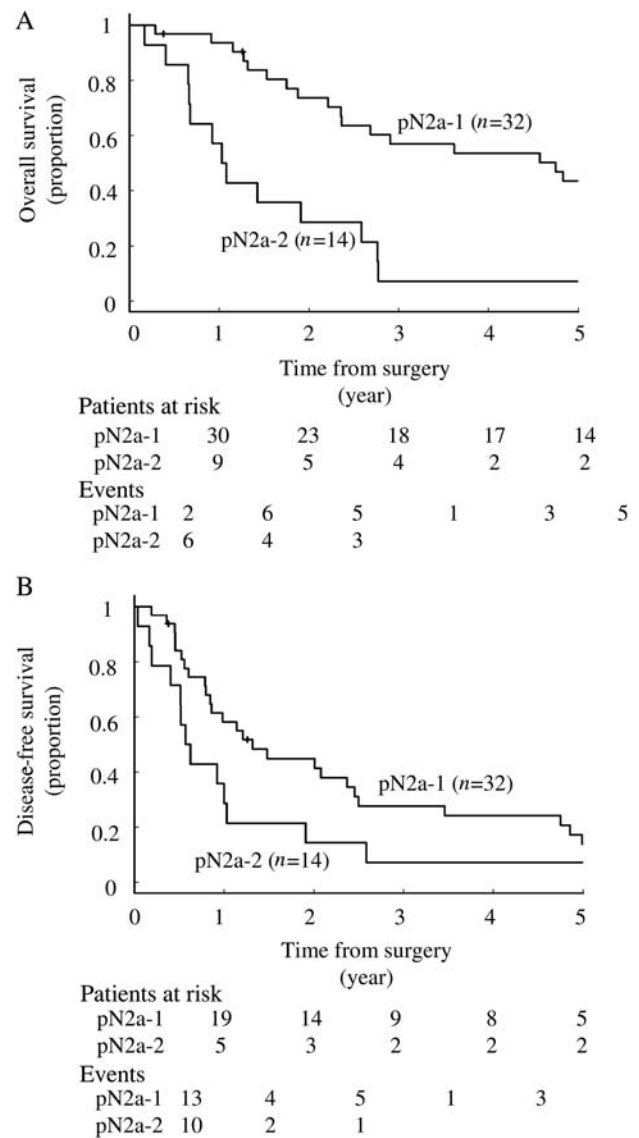 A
1
0.8
0.6
0.4
0.2
0
Overall survival
(proportion)
pN2a-1 (n=32)
pN2a-2 (n=14)
0 1 2 3 4 5
Time from surgery
(year)
Patients at risk
pN2a-1 30 23 18 17 14
pN2a-2 9 5 4 2 2
Events
pN2a-1 2 6 5 1 3 5
pN2a-2 6 4 3
B
1
0.8
0.6
0.4
0.2
0
Disease-free survival
(proportion)
pN2a-1 (n=32)
pN2a-2 (n=14)
0 1 2 3 4 5
Time from surgery
(year)
Patients at risk
pN2a-1 19 14 9 8 5
pN2a-2 5 3 2 2 2
Events
pN2a-1 13 4 5 1 3
pN2a-2 10 2 1